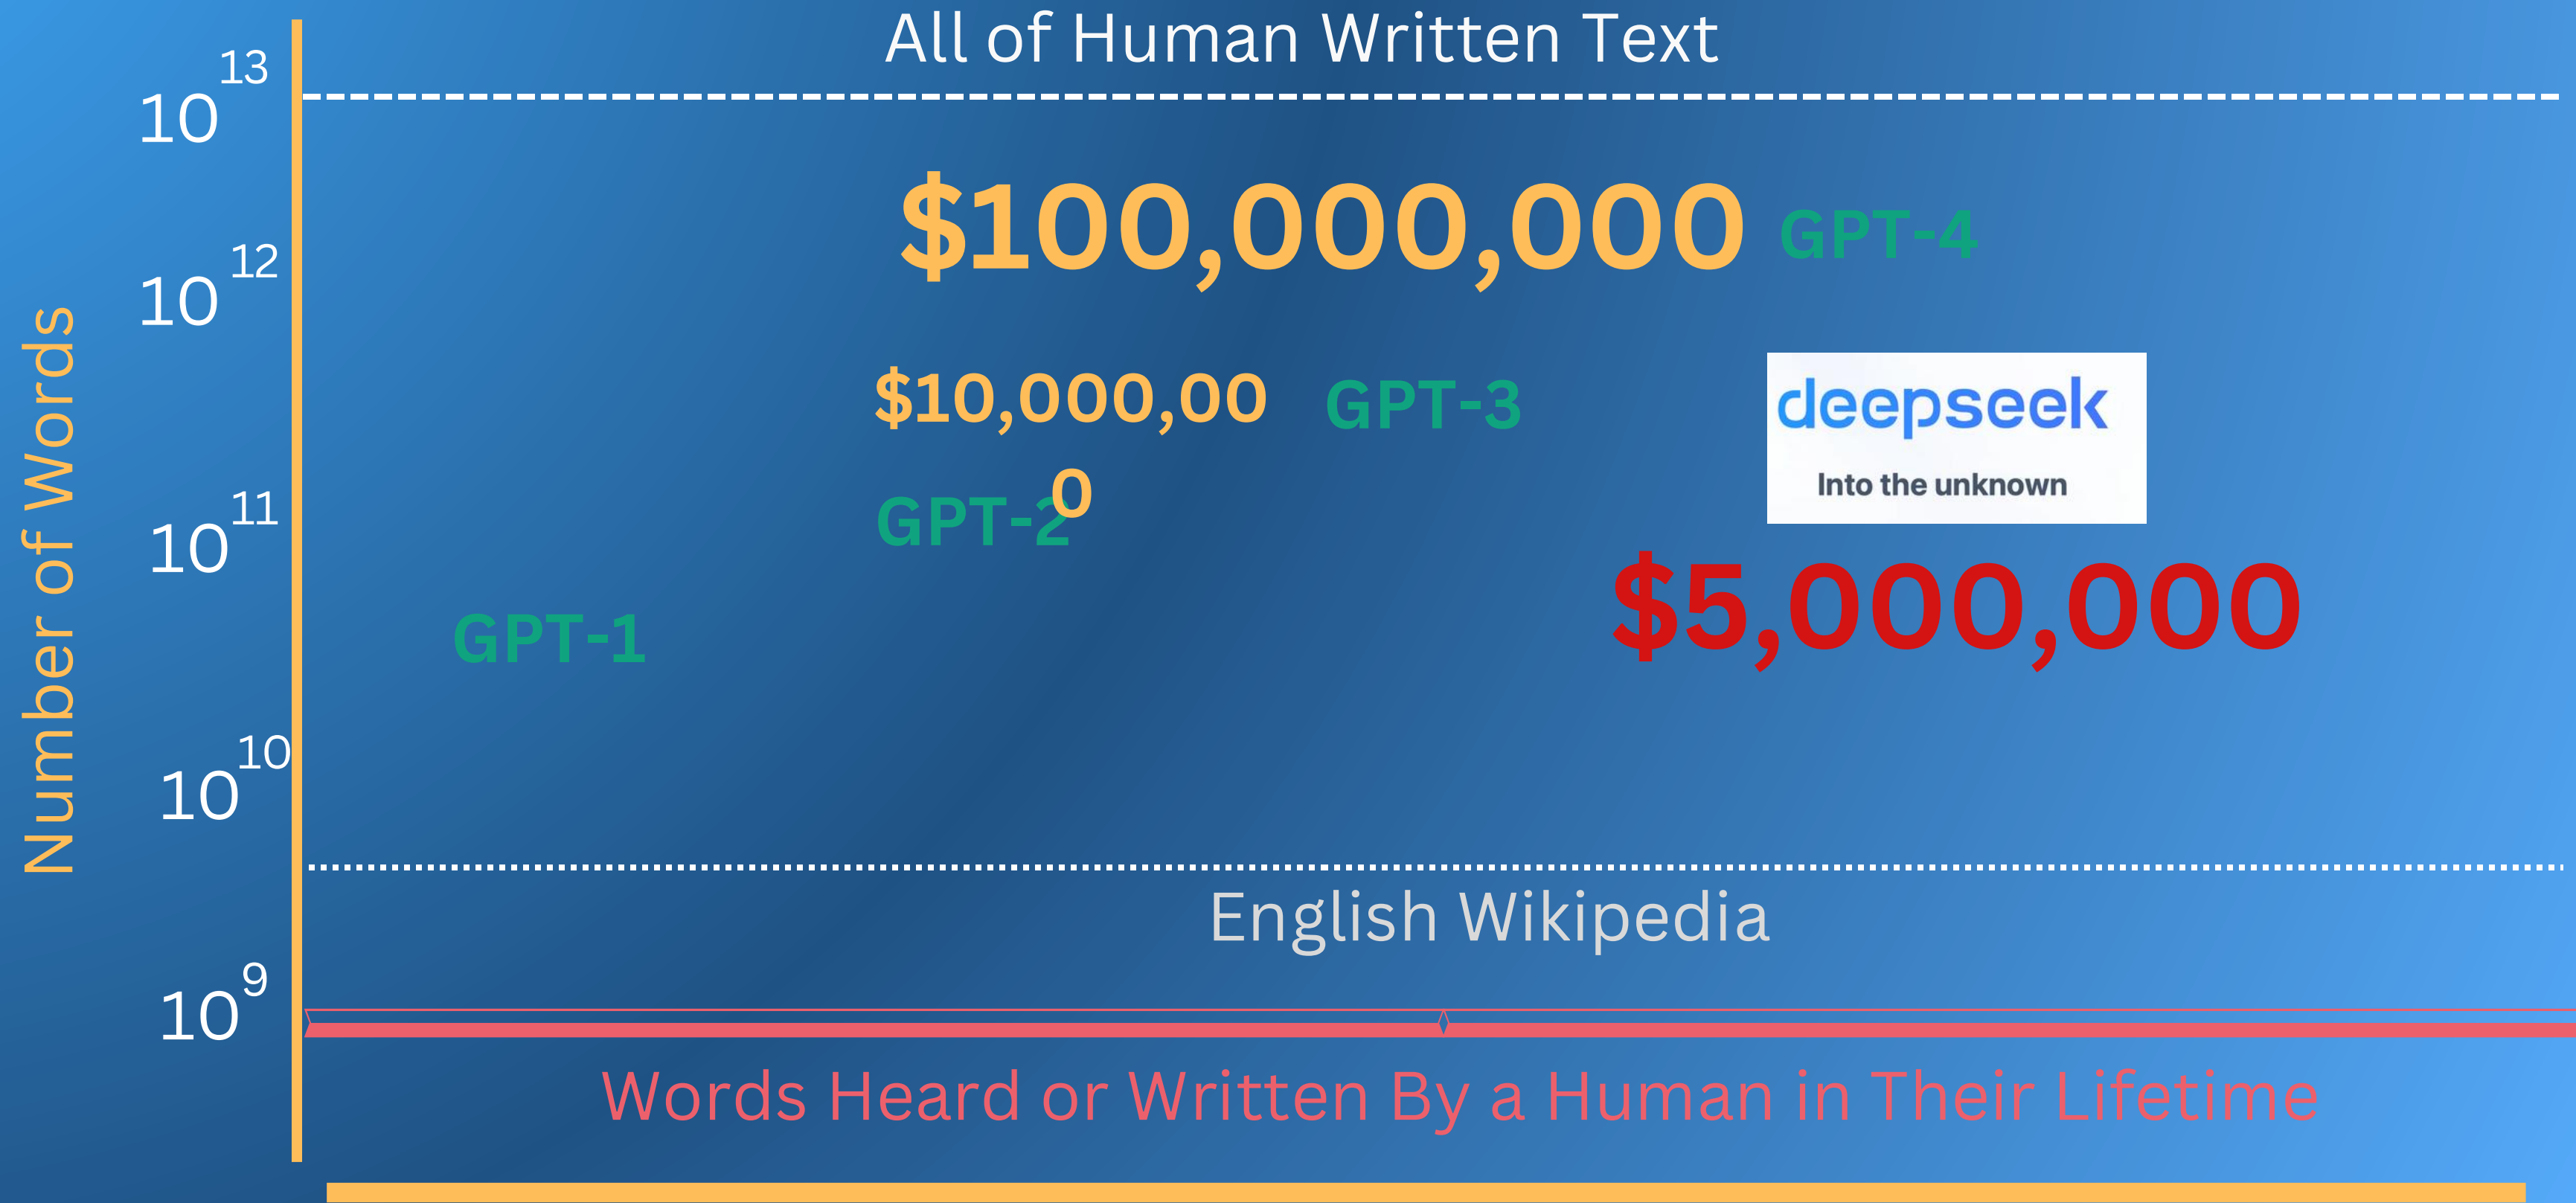 All of Human Written Text
10^13
$100,000,000 GPT-4
10^12
Number of Words
$10,000,00
0
GPT-3
deepseek
Into the unknown
GPT-2
10^11
$5,000,000
GPT-1
10^10
English Wikipedia
10^9
Words Heard or Written By a Human in Their Lifetime